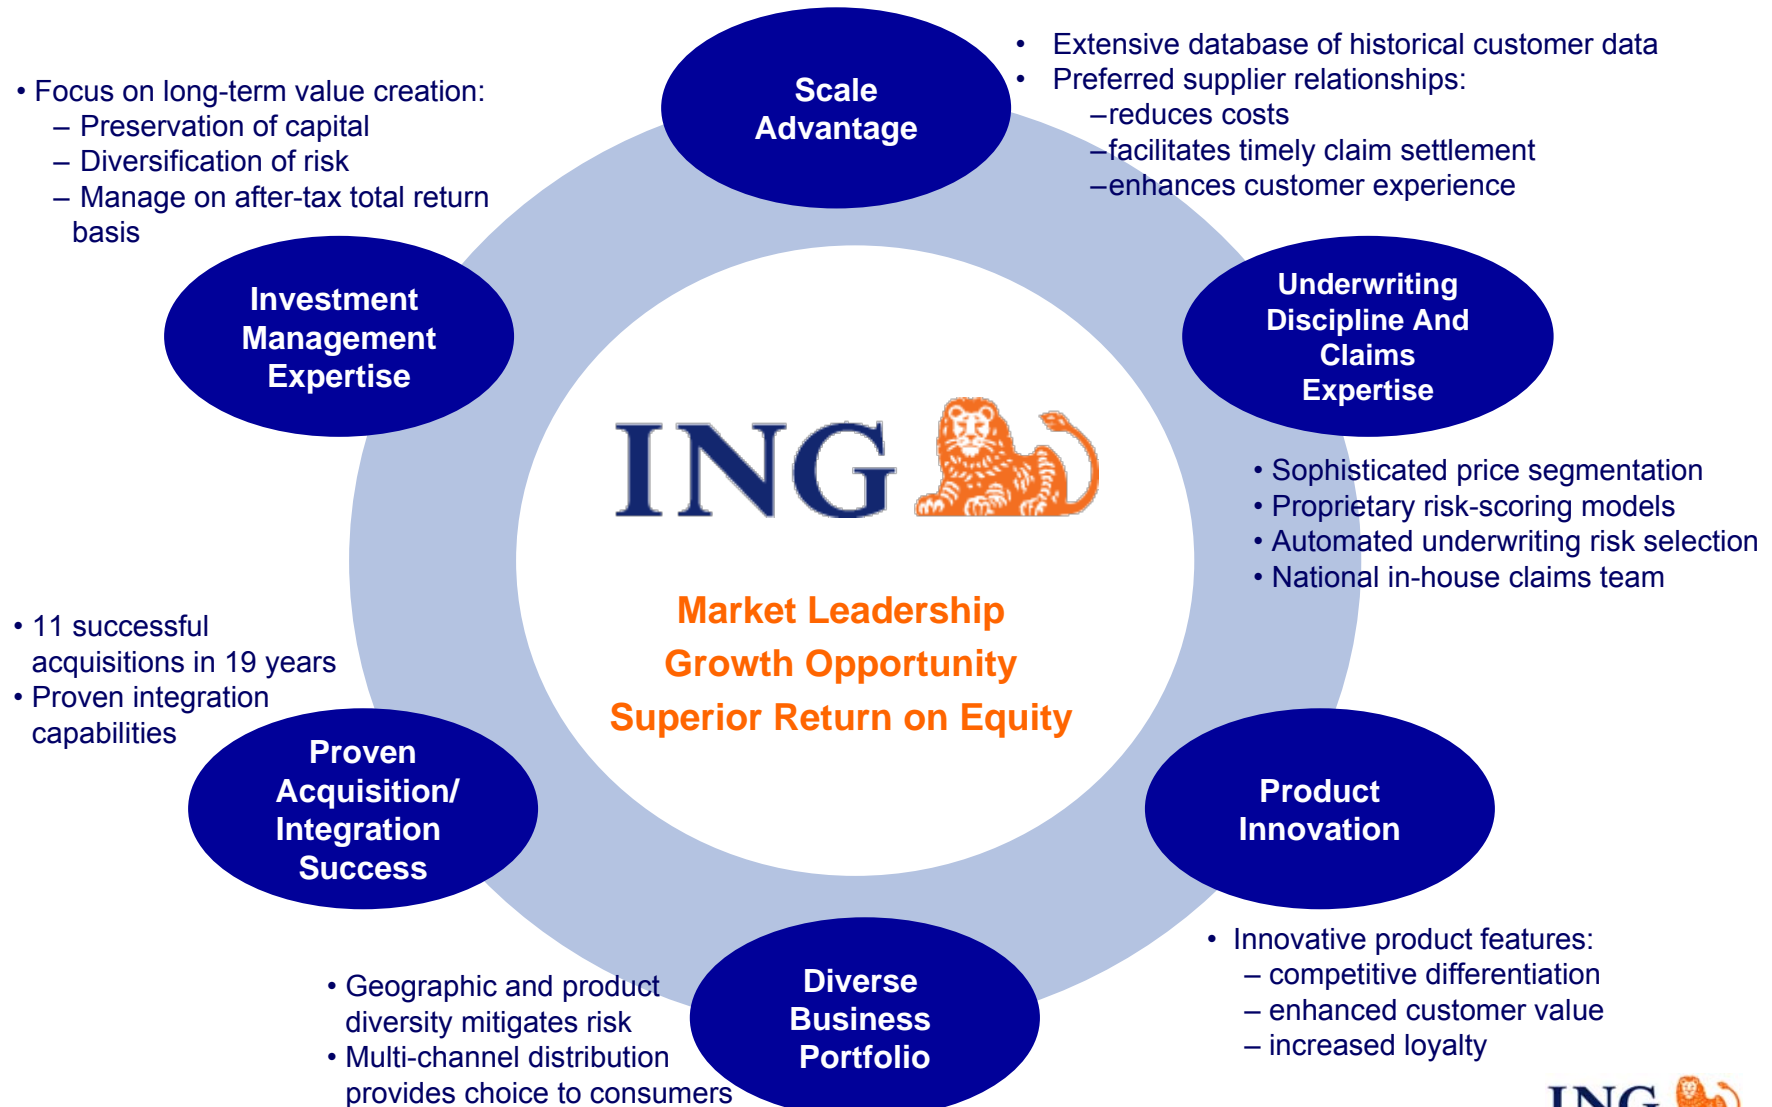 Scale
Advantage
• Extensive database of historical customer data
• Preferred supplier relationships:
–reduces costs
–facilitates timely claim settlement
–enhances customer experience
• Focus on long-term value creation:
– Preservation of capital
– Diversification of risk
– Manage on after-tax total return
basis
Investment
Management
Expertise
Underwriting
Discipline And
Claims
Expertise
ING
• Sophisticated price segmentation
• Proprietary risk-scoring models
• Automated underwriting risk selection
• National in-house claims team
Market Leadership
Growth Opportunity
Superior Return on Equity
• 11 successful
acquisitions in 19 years
• Proven integration
capabilities
Proven
Acquisition/
Integration
Success
Product
Innovation
• Innovative product features:
– competitive differentiation
– enhanced customer value
– increased loyalty
• Geographic and product
diversity mitigates risk
• Multi-channel distribution
provides choice to consumers
Diverse
Business
Portfolio
ING